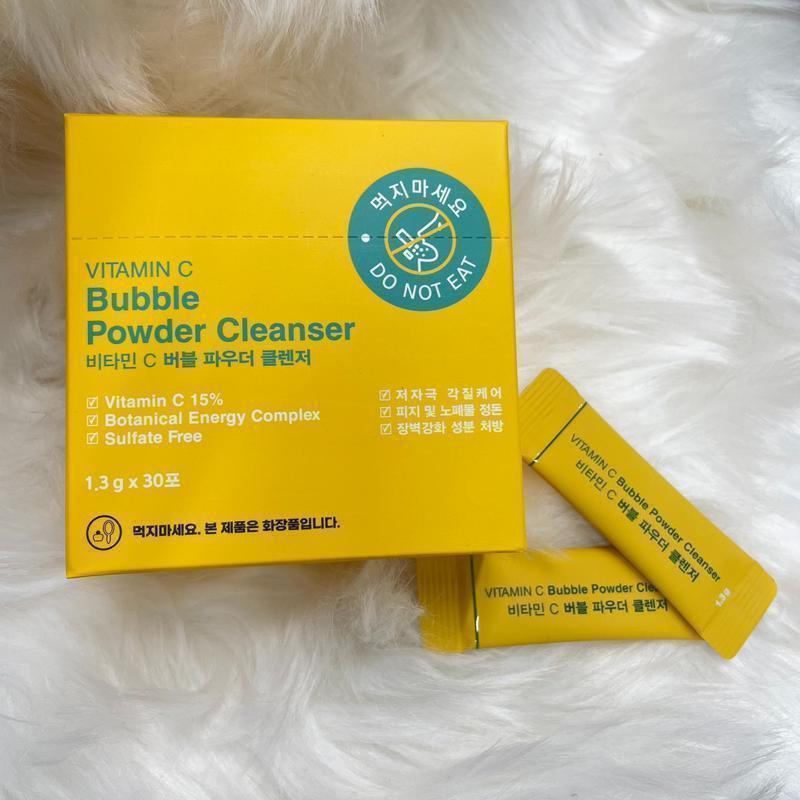 먹지마세요
DO NOT EAT
VITAMIN C
Bubble
Powder Cleanser
비타민 C 버블 파우더 클렌저
Vitamin C 15%
Botanical Energy Complex
Sulfate Free
저자극 각질케어
피지 및 노폐물 정돈
장벽강화 성분 처방
1.3 g x 30포
먹지마세요. 본 제품은 화장품입니다.
VITAMIN C Bubble Powder Cleanser
비타민 C 버블 파우더 클렌저
1.3g
VITAMIN C Bubble Powder Cle
비타민 C 버블 파우더 클렌저